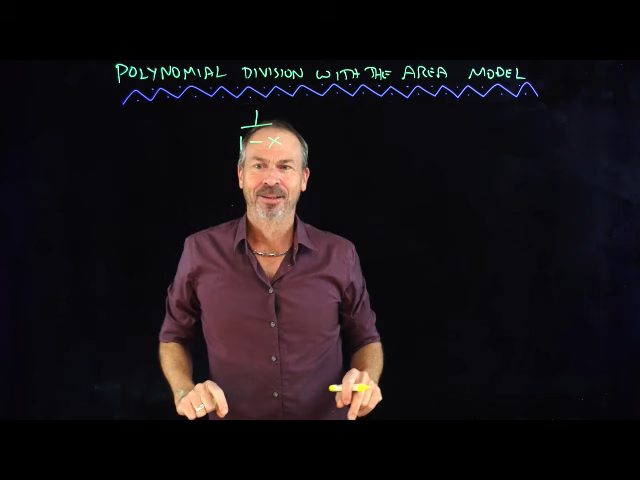 POLYNOMIAL DIVISION WITH THE AREA MODEL
1
1 - x